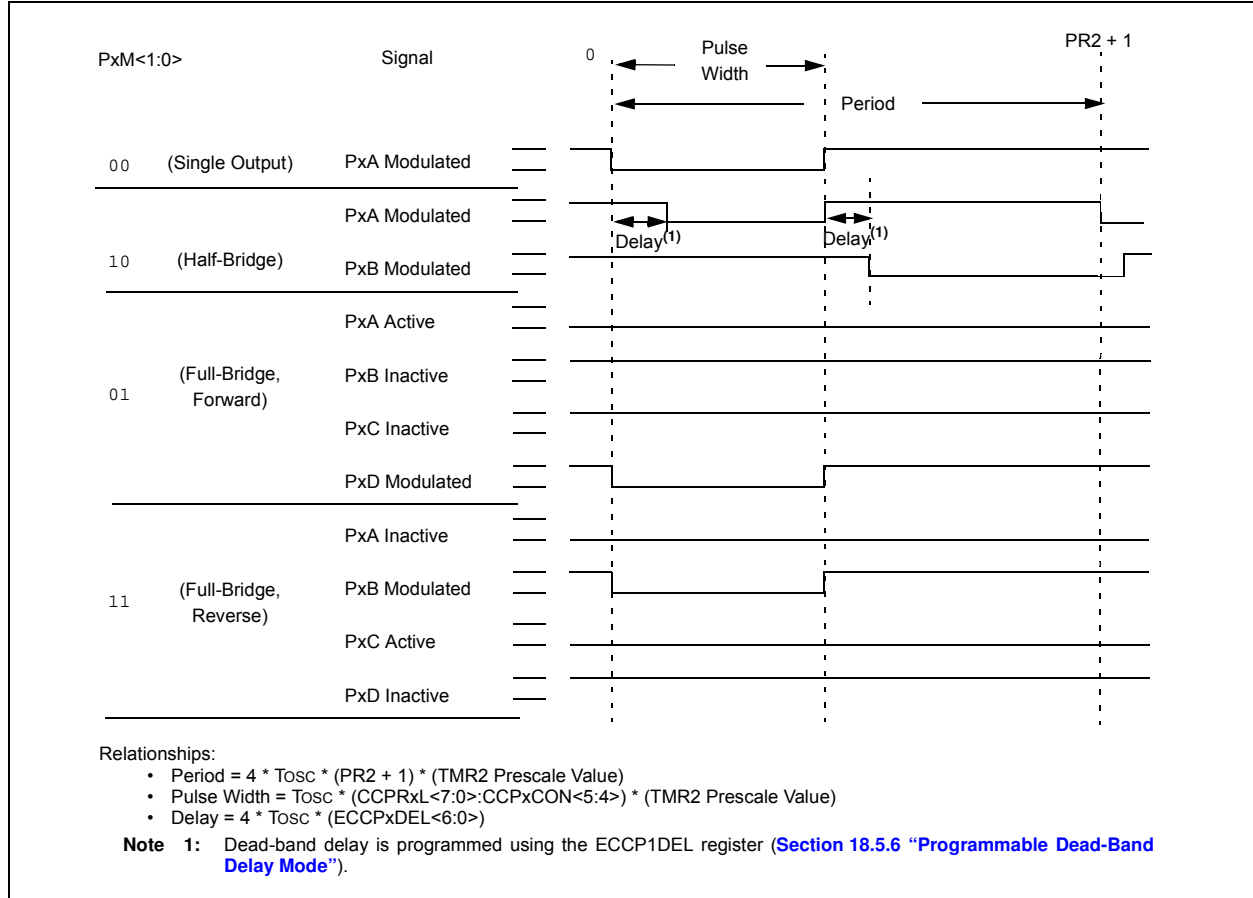 PxM<1:0>
Signal
0
Pulse
Width
PR2 + 1
Period
00 (Single Output) PxA Modulated
PxA Modulated
Delay(1) Delay(1)
10 (Half-Bridge) PxB Modulated
PxA Active
(Full-Bridge,
Forward)
PxB Inactive
01
PxC Inactive
PxD Modulated
PxA Inactive
11
(Full-Bridge,
Reverse)
PxB Modulated
PxC Active
PxD Inactive
Relationships:
• Period = 4 * TOSC * (PR2 + 1) * (TMR2 Prescale Value)
• Pulse Width = TOSC * (CCPRxL<7:0>:CCPxCON<5:4>) * (TMR2 Prescale Value)
• Delay = 4 * TOSC * (ECCPxDEL<6:0>)
Note 1: Dead-band delay is programmed using the ECCP1DEL register (Section 18.5.6 “Programmable Dead-Band
Delay Mode”).